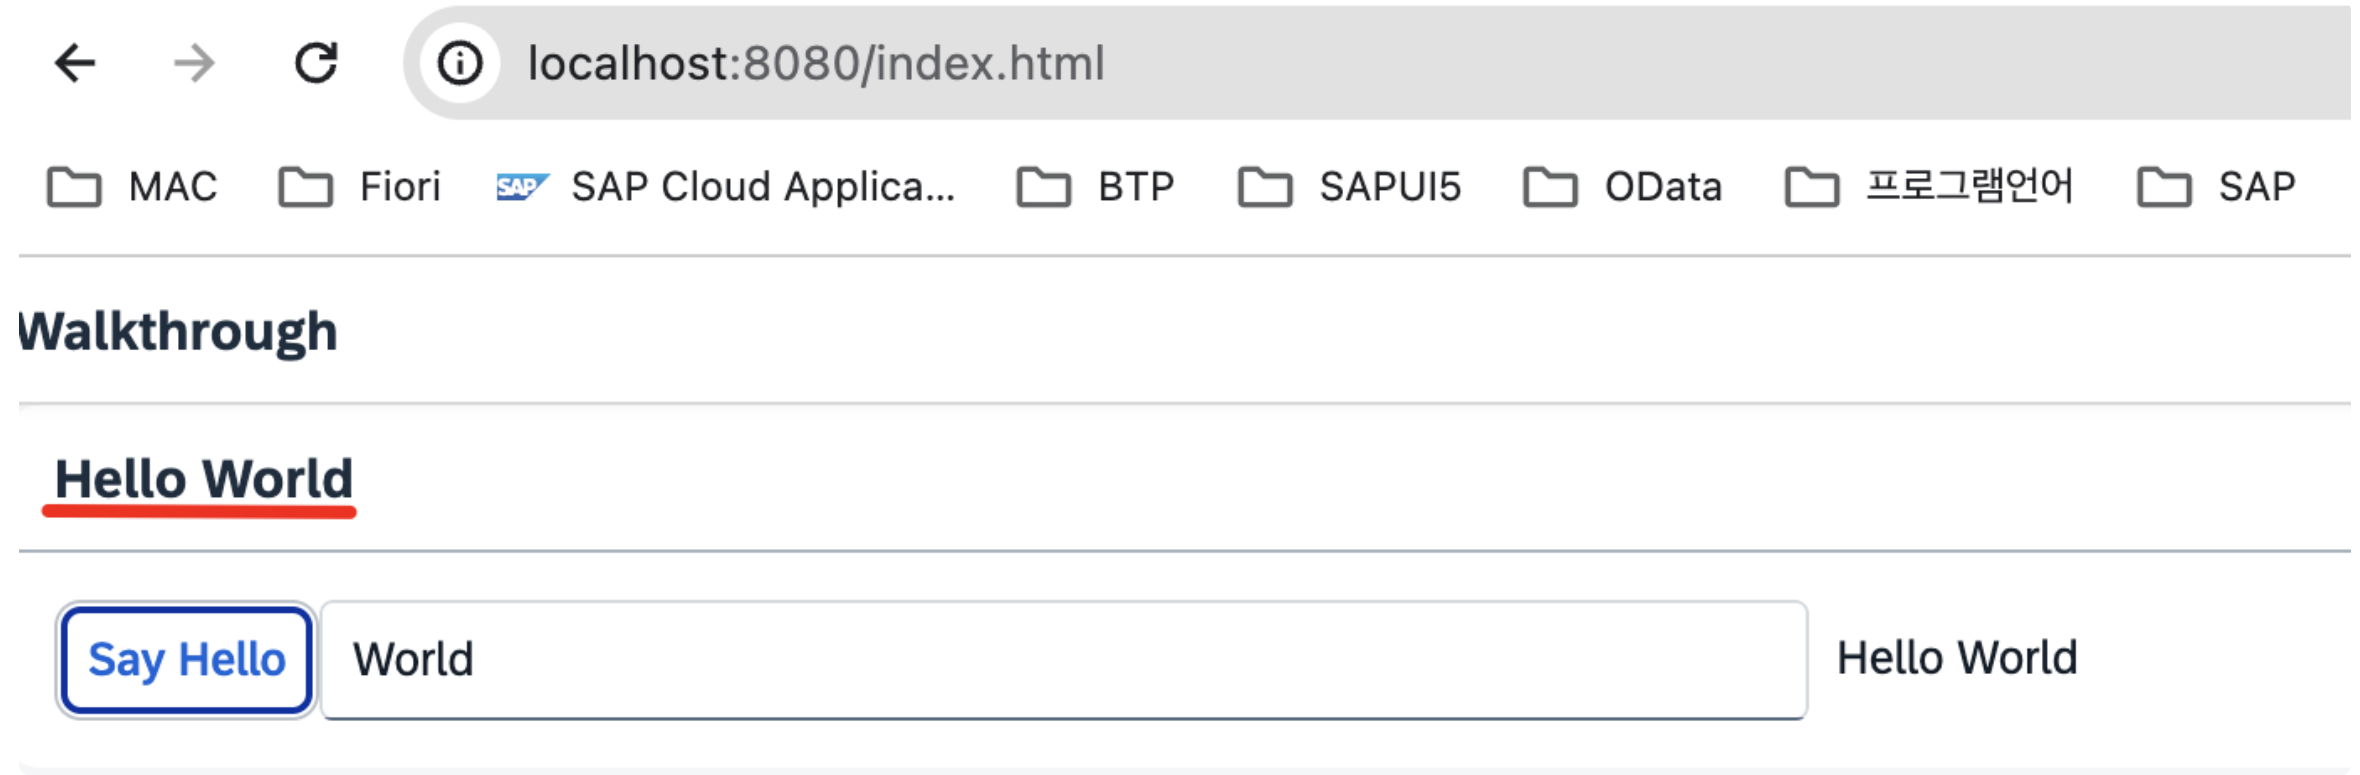 localhost:8080/index.html
MAC Fiori SAP SAP Cloud Applica... BTP SAPUI5 OData 프로그램언어 SAP
Walkthrough
Hello World
Say Hello World Hello World